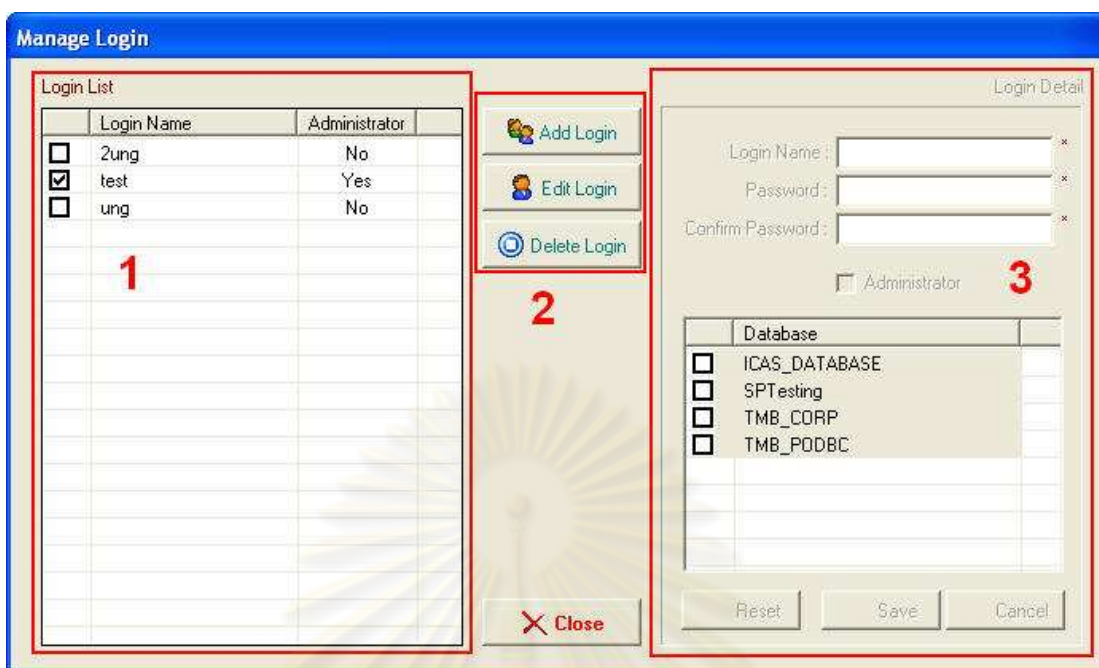 Manage Login
Login List
Login Name Administrator
2ung No
test Yes
ung No
1
Add Login
Edit Login
Delete Login
2
Close
Login Detail
Login Name : *
Password : *
Confirm Password : *
Administrator
3
Database
ICAS_DATABASE
SPTesting
TMB_CORP
TMB_PODBC
Reset Save Cancel